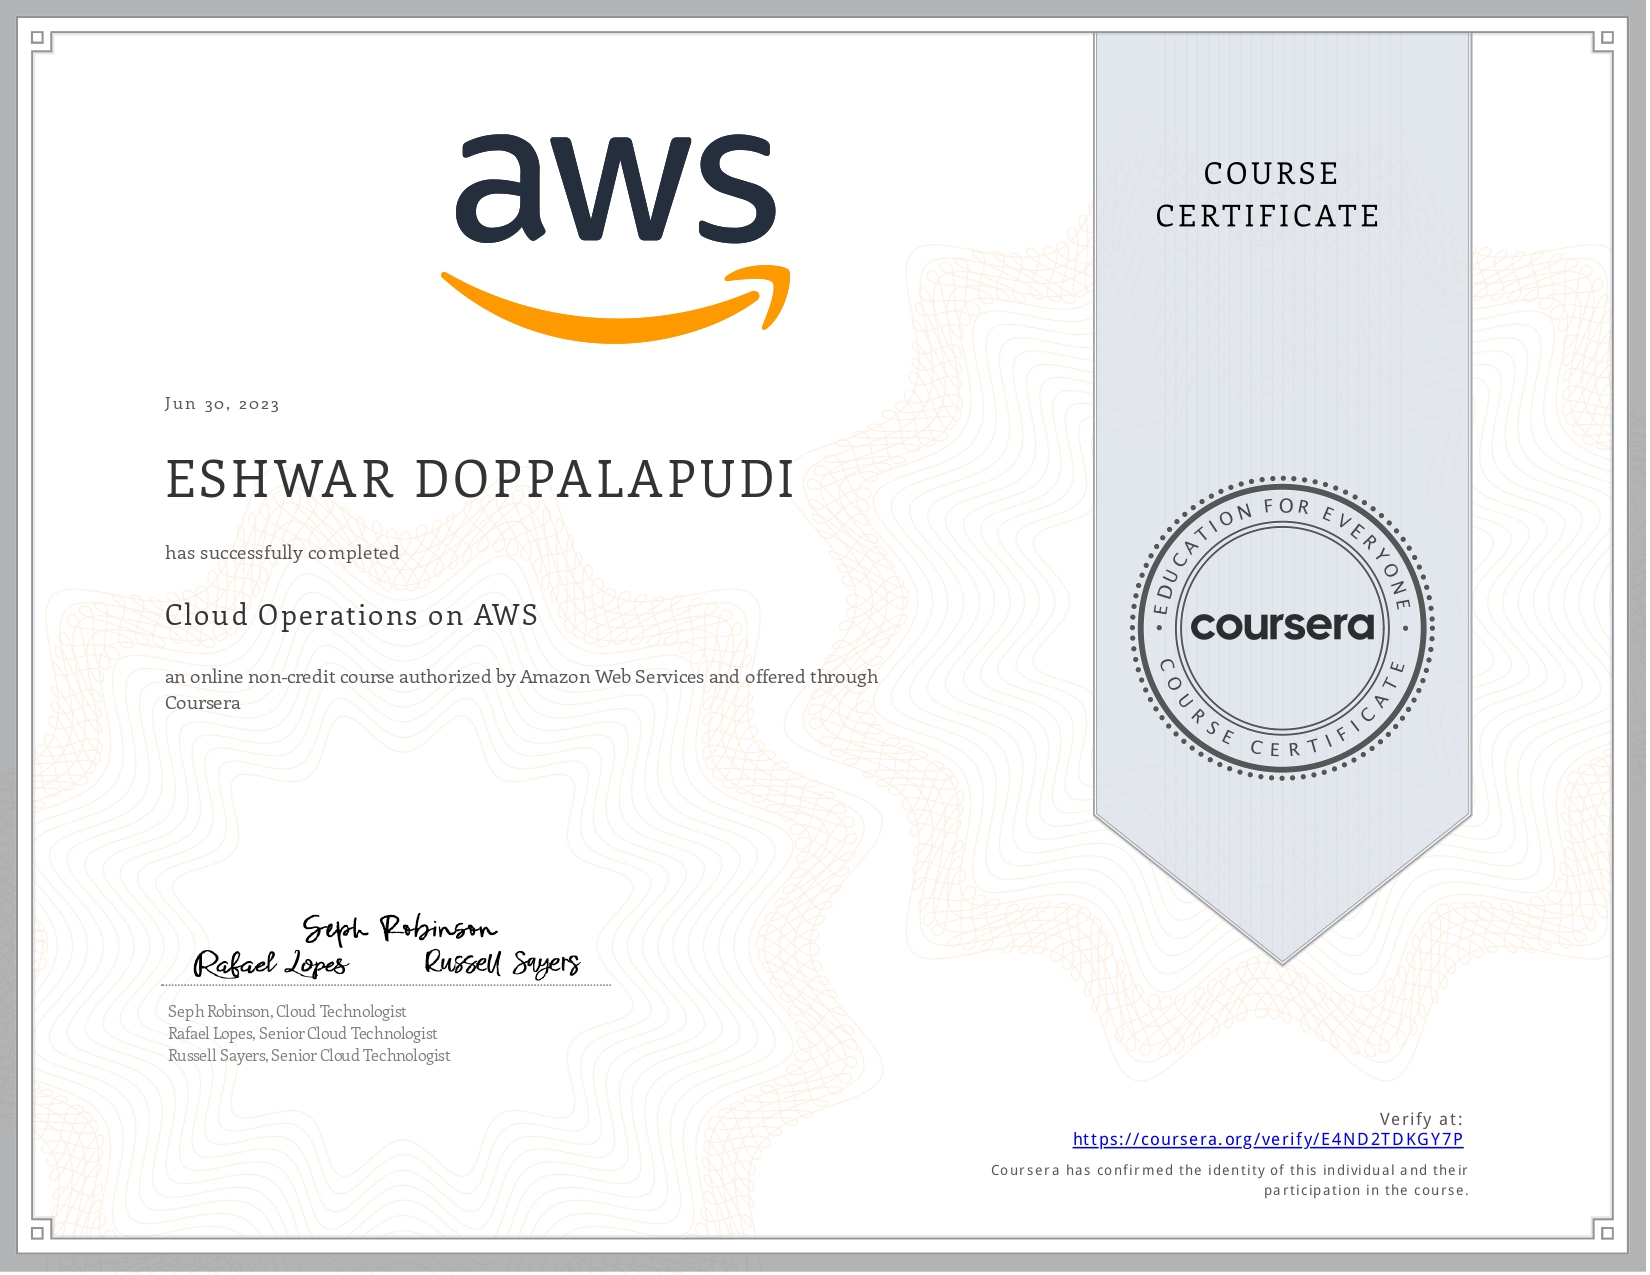 aws
COURSE
CERTIFICATE
Jun 30, 2023
ESHWAR DOPPALAPUDI
has successfully completed
Cloud Operations on AWS
an online non-credit course authorized by Amazon Web Services and offered through
Coursera
EDUCATION FOR EVERYONE
coursera
COURSE CERTIFICATE
Seph Robinson
Rafael Lopes Russell Sayers
Seph Robinson, Cloud Technologist
Rafael Lopes, Senior Cloud Technologist
Russell Sayers, Senior Cloud Technologist
Verify at:
https://coursera.org/verify/E4ND2TDKGY7P
Coursera has confirmed the identity of this individual and their
participation in the course.